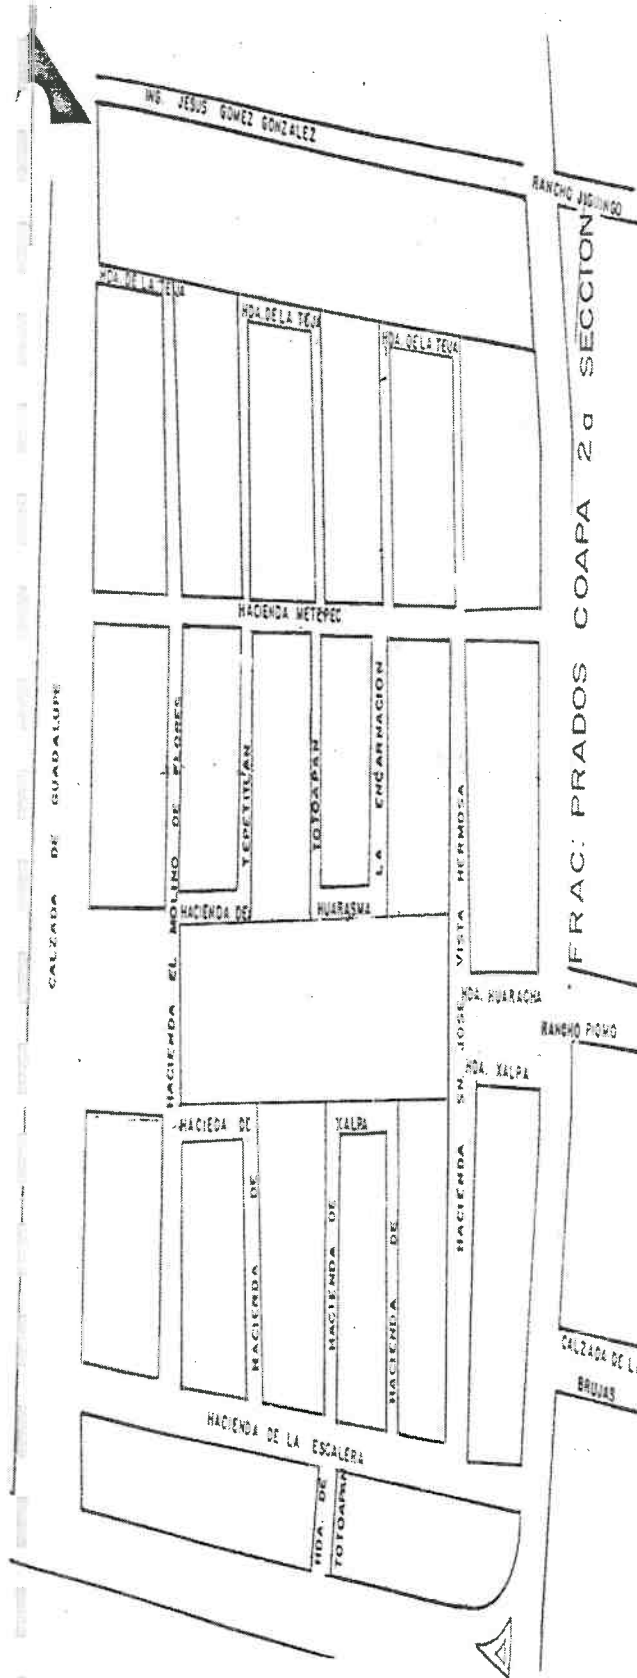 ING. JESUS GOMEZ GONZALEZ
RANCHO JIGUINGO
HDA. DE LA TEJA
HDA. DE LA TEJA
HDA. DE LA TEJA
FRAC: PRADOS COAPA 2a SECCION
HACIENDA METEPEC
CALZADA DE GUADALUPE
HACIENDA EL MOLINO DE FLORES
HACIENDA DE TEPETITLAN
HACIENDA DE TOTOAPAN
HACIENDA DE LA ENCARNACION
HACIENDA SN. JOSE VISTA HERMOSA
HACIENDA DE HUARASMA
HDA. HUARACHA
RANCHO PIOMO
HDA. XALPA
HACIEDA DE XALPA
CALZADA DE L
BRUJAS
HACIENDA DE LA ESCALERA
HDA. DE
TOTOAPAN